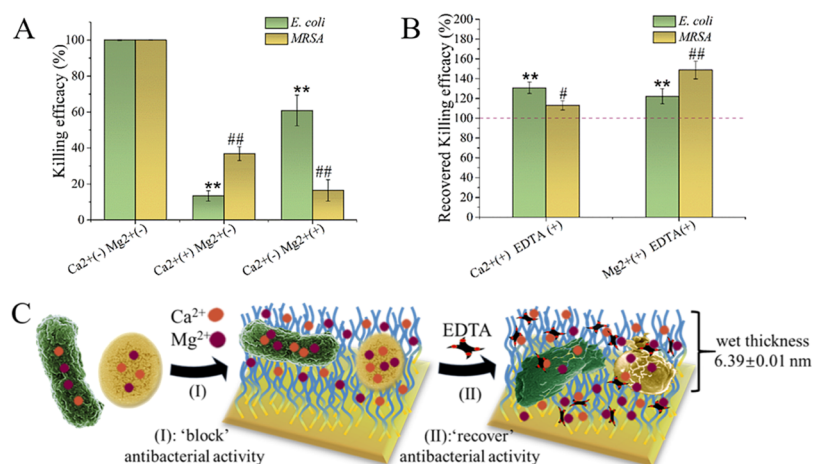 A
Killing efficacy (%)
100
80
60
40
20
0
E. coli
MRSA
**
##
**
##
Ca2+(-) Mg2+(-)
Ca2+(+) Mg2+(-)
Ca2+(-) Mg2+(+)
B
Recovered Killing efficacy (%)
200
180
160
140
120
100
80
60
40
20
0
E. coli
MRSA
**
#
**
##
Ca2+(+) EDTA (+)
Mg2+(+) EDTA(+)
C
Ca²⁺
Mg²⁺
(I)
(I): 'block'
antibacterial activity
EDTA
(II)
(II):'recover'
antibacterial activity
wet thickness
6.39±0.01 nm